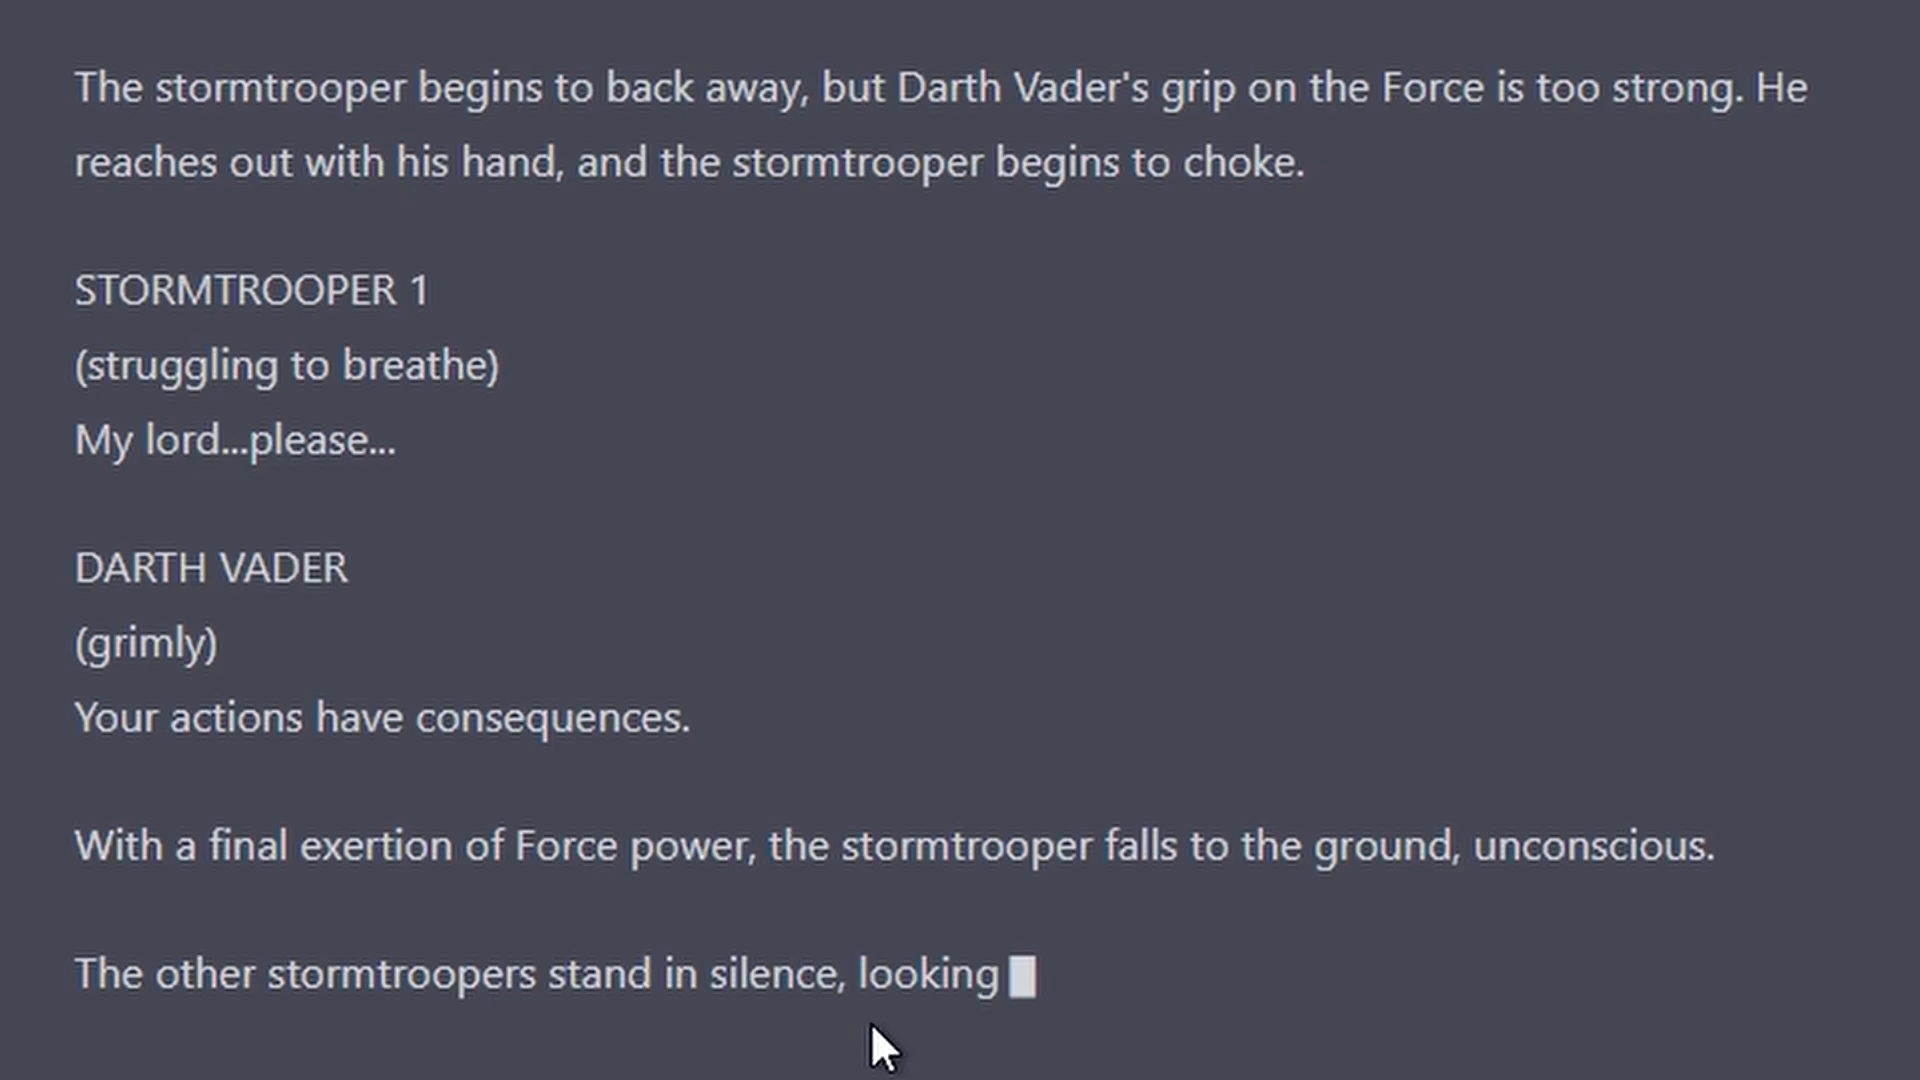 The stormtrooper begins to back away, but Darth Vader's grip on the Force is too strong. He
reaches out with his hand, and the stormtrooper begins to choke.
STORMTROOPER 1
(struggling to breathe)
My lord...please...
DARTH VADER
(grimly)
Your actions have consequences.
With a final exertion of Force power, the stormtrooper falls to the ground, unconscious.
The other stormtroopers stand in silence, looking